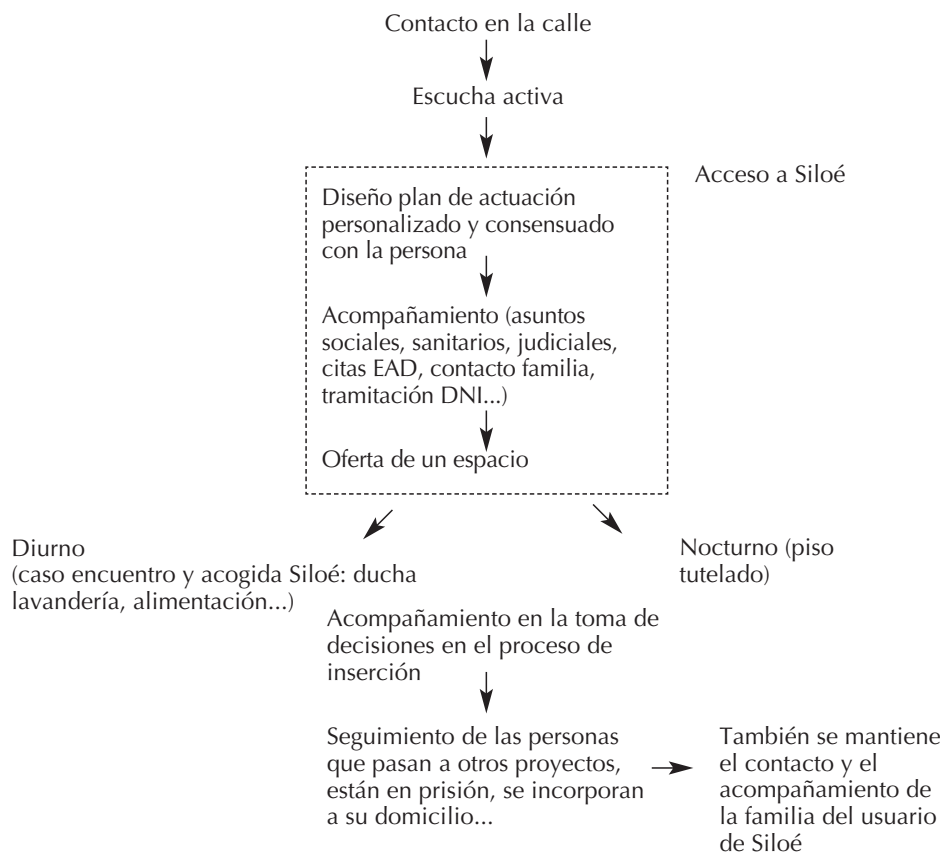 Contacto en la calle
Escucha activa
Acceso a Siloé
Diseño plan de actuación
personalizado y consensuado
con la persona
Acompañamiento (asuntos
sociales, sanitarios, judiciales,
citas EAD, contacto familia,
tramitación DNI...)
Oferta de un espacio
Diurno
(caso encuentro y acogida Siloé: ducha
lavandería, alimentación...)
Nocturno (piso
tutelado)
Acompañamiento en la toma de
decisiones en el proceso de
inserción
Seguimiento de las personas
que pasan a otros proyectos,
están en prisión, se incorporan
a su domicilio...
También se mantiene
el contacto y el
acompañamiento de
la familia del usuario
de Siloé